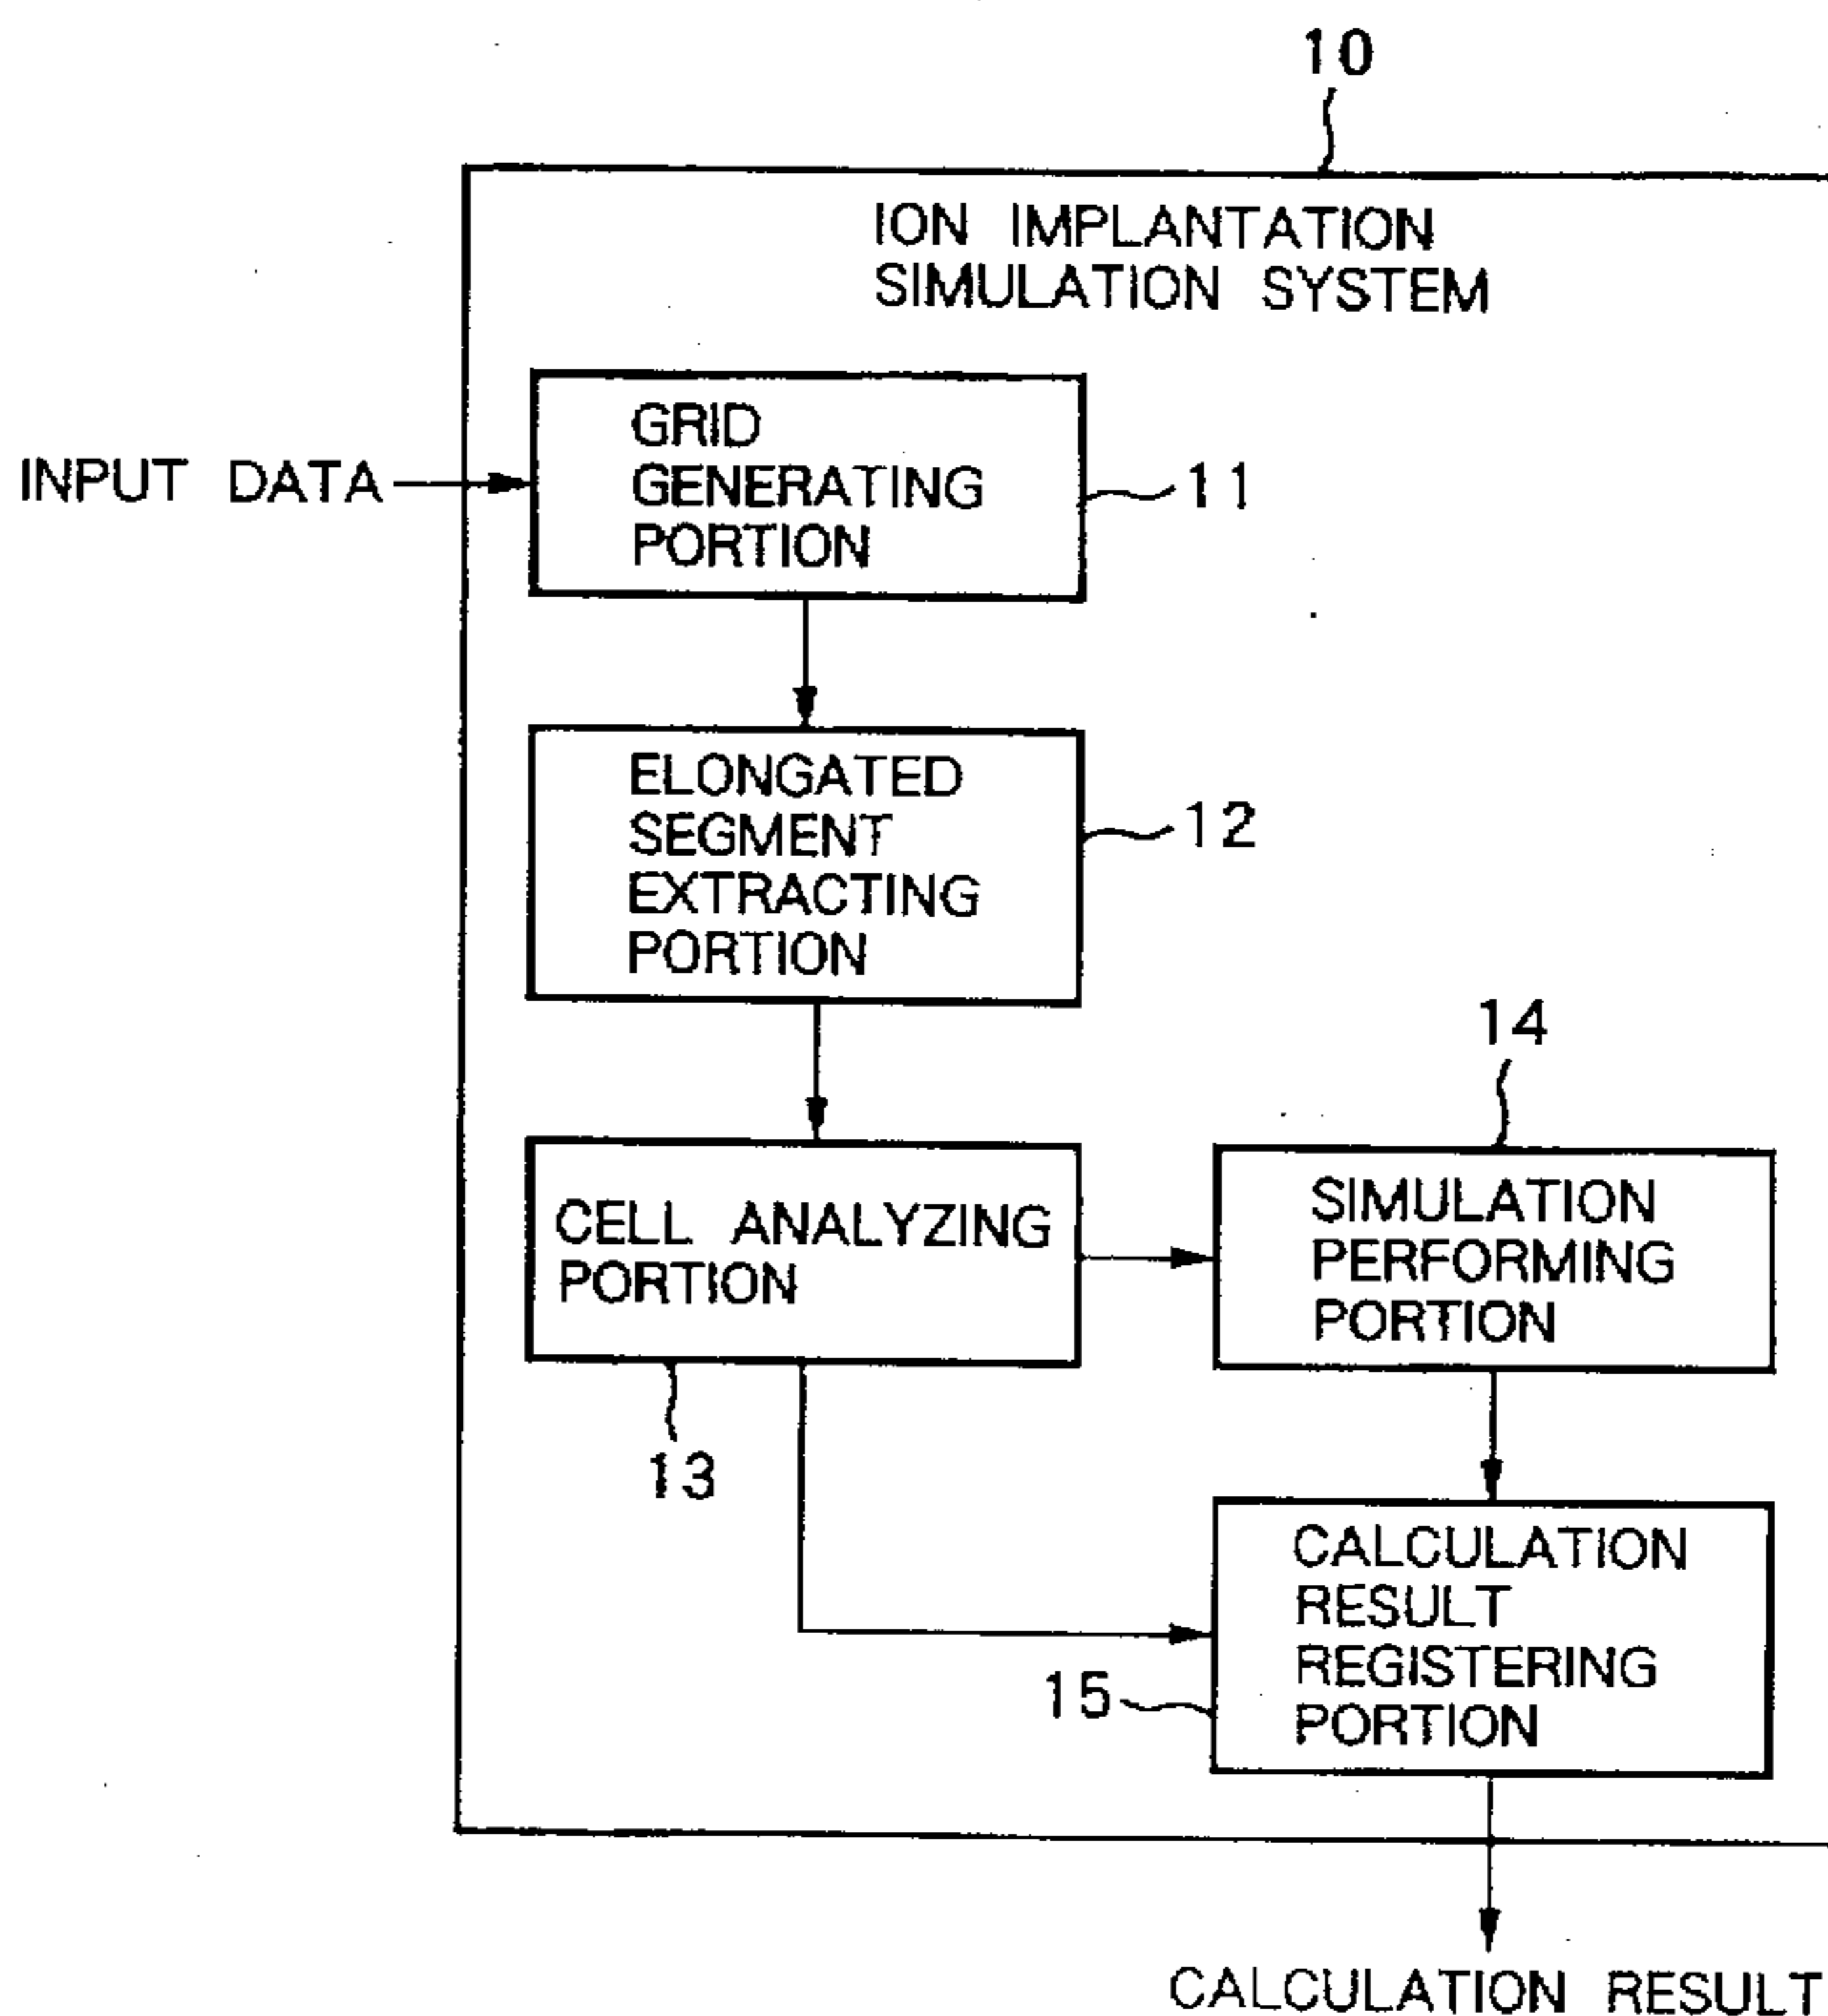 10
ION IMPLANTATION
SIMULATION SYSTEM
INPUT DATA
GRID
GENERATING
PORTION
11
ELONGATED
SEGMENT
EXTRACTING
PORTION
12
CELL ANALYZING
PORTION
13
14
SIMULATION
PERFORMING
PORTION
15
CALCULATION
RESULT
REGISTERING
PORTION
CALCULATION RESULT